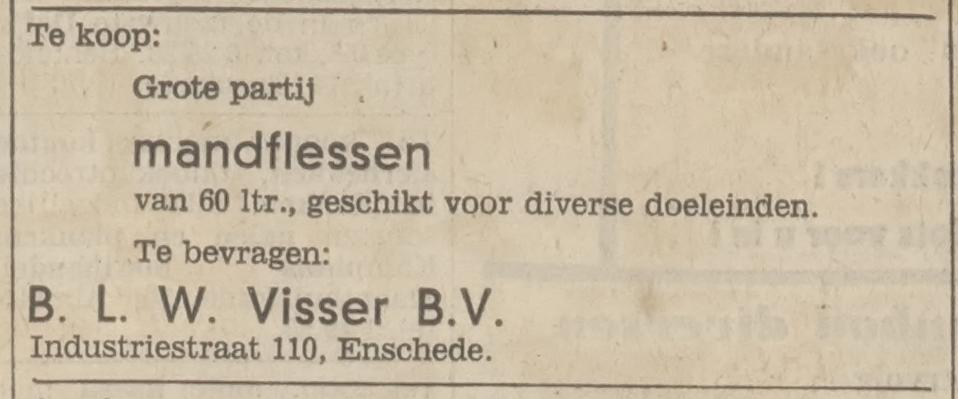 Te koop:
Grote partij
mandflessen
van 60 ltr., geschikt voor diverse doeleinden.
Te bevragen:
B. L. W. Visser B.V.
Industriestraat 110, Enschede.